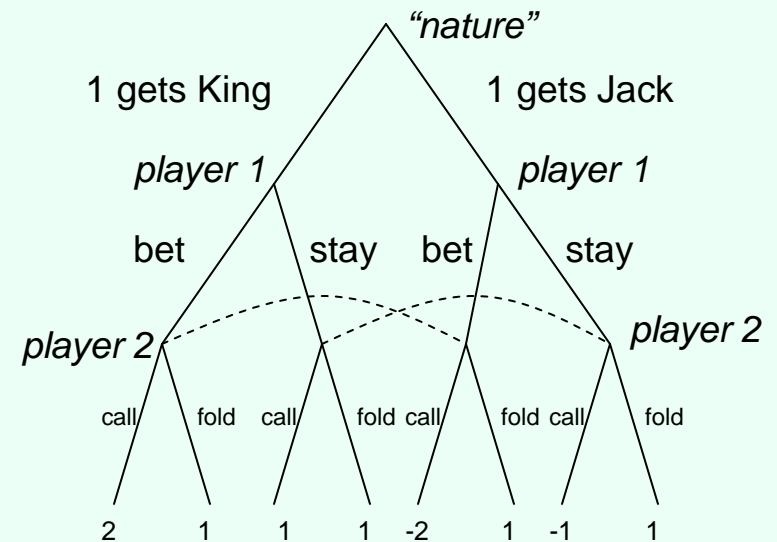 “nature”
1 gets King 1 gets Jack
player 1 player 1
bet stay bet stay
player 2 player 2
call fold call fold call fold call fold
2 1 1 1 -2 1 -1 1